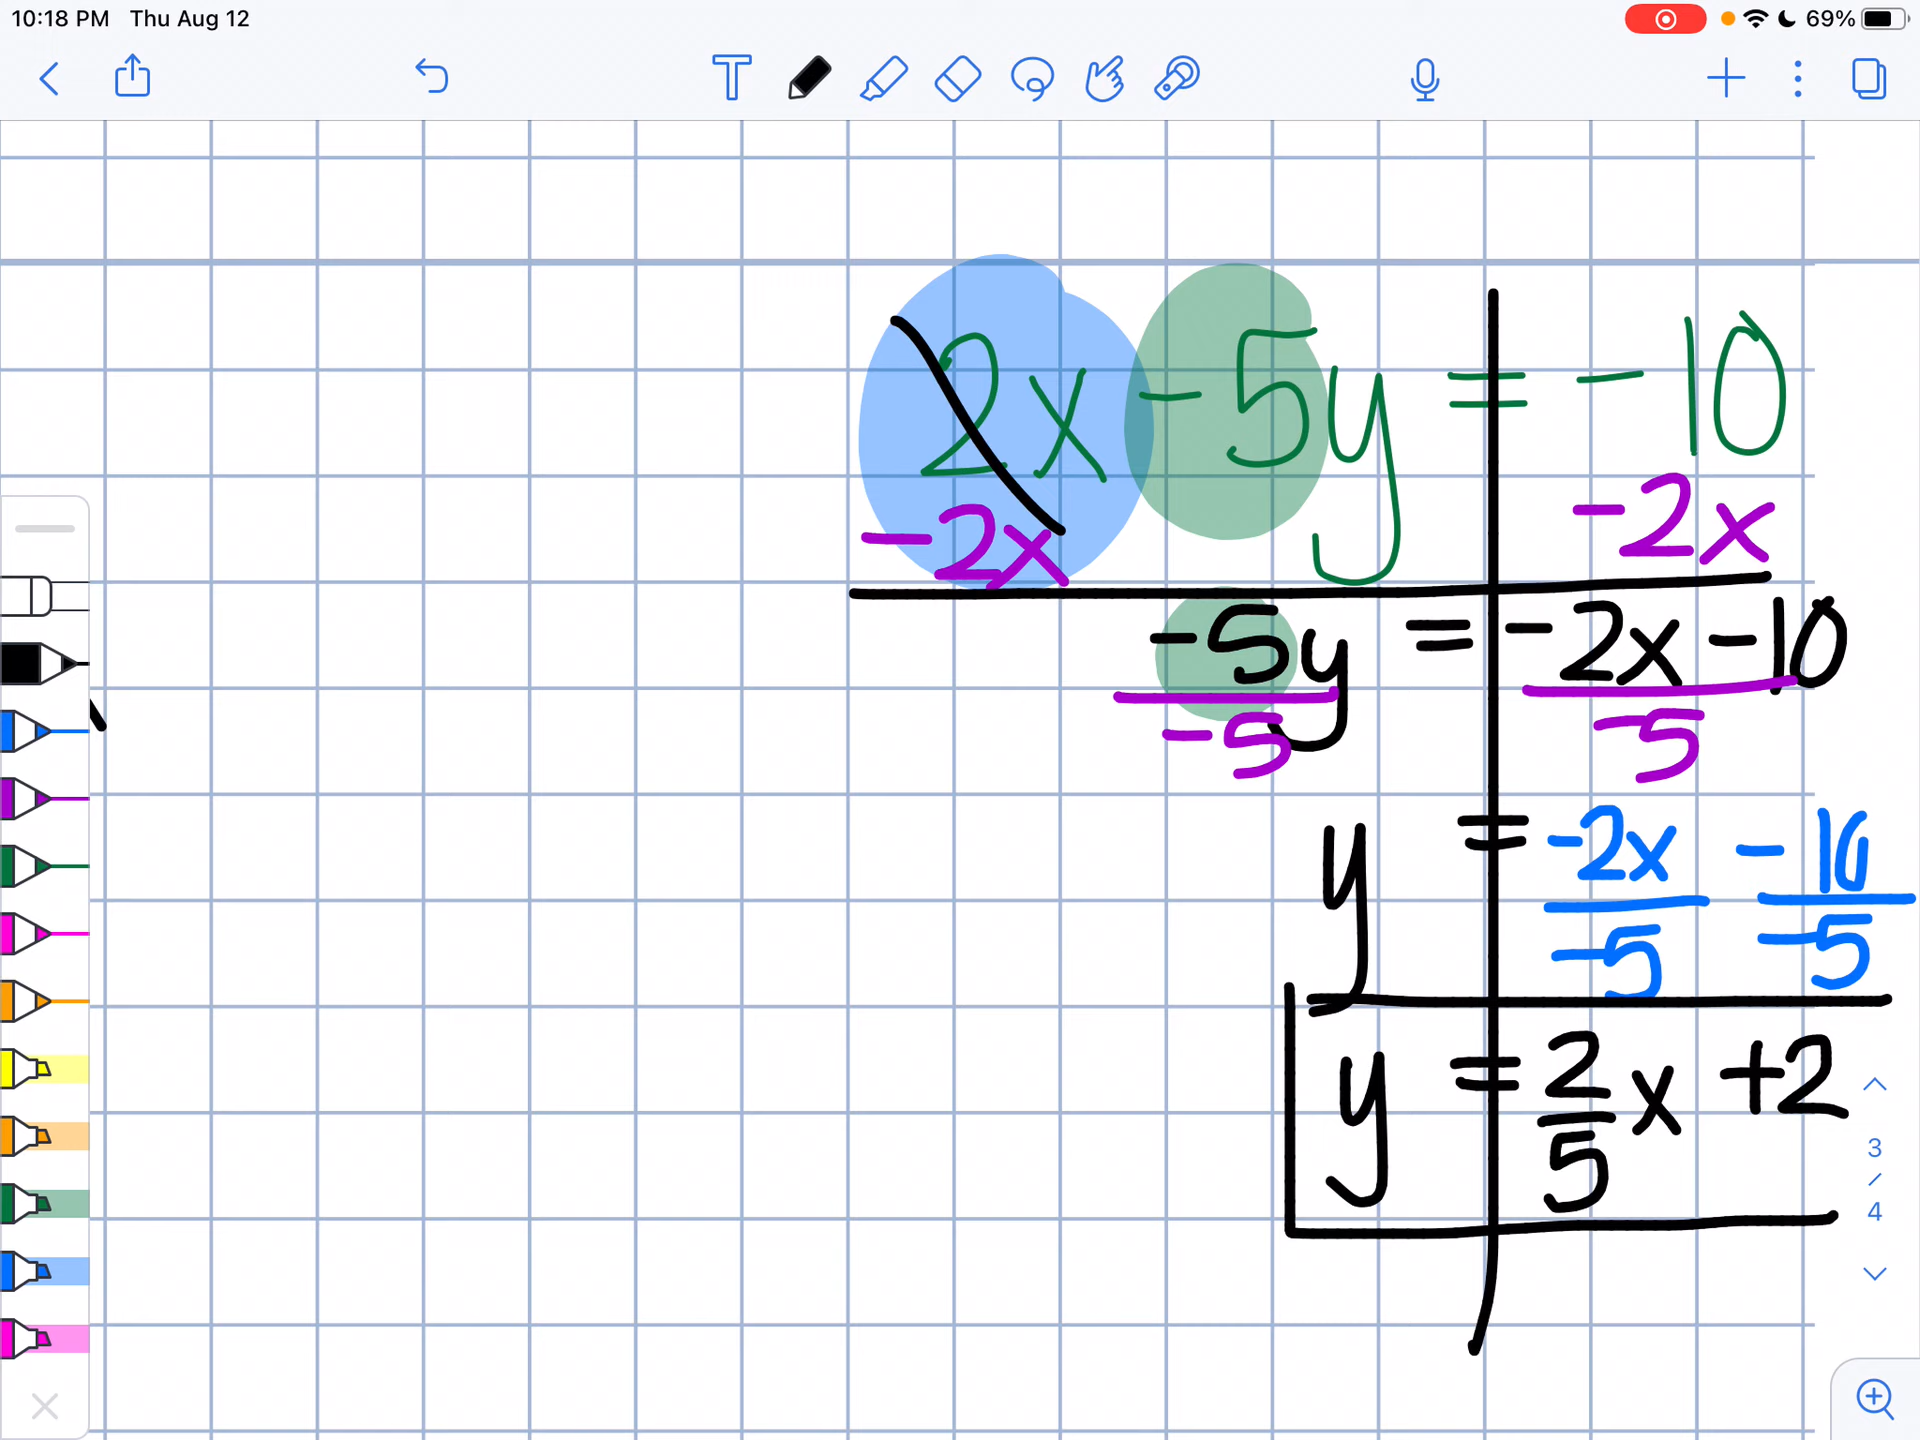 10:18 PM Thu Aug 12 69%
T
2x - 5y = - 10
-2x -2x
-5y = -2x - 10
-5 -5
y = -2x - 10
-5 -5
y = 2/5 x + 2
3
/
4